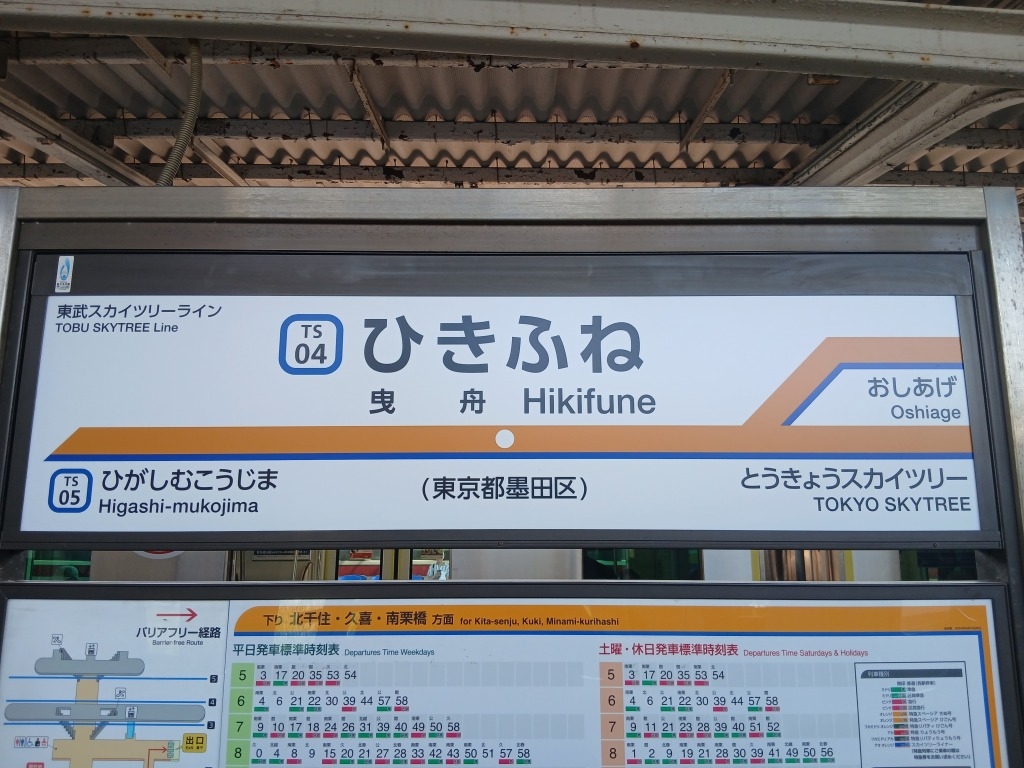 東武スカイツリーライン
TOBU SKYTREE Line
TS
04
ひきふね
曳 舟 Hikifune
おしあげ
Oshiage
TS
05
ひがしむこうじま
Higashi-mukojima
(東京都墨田区)
とうきょうスカイツリー
TOKYO SKYTREE
バリアフリー経路
Barrier-free Route
5
4
3
出口
下り 北千住・久喜・南栗橋 方面 for Kita-senju, Kuki, Minami-kurihashi
平日発車標準時刻表 Departures Time Weekdays
5 3 17 20 35 53 54
6 4 6 21 22 30 39 44 57 58
7 9 10 17 18 24 26 31 39 40 49 50 58
8 0 4 8 9 15 20 21 28 33 42 43 50 51 57 58
土曜・休日発車標準時刻表 Departures Time Saturdays & Holidays
5 3 17 20 35 53 54
6 4 6 21 22 30 39 40 57 58
7 9 11 21 23 28 39 40 51 52
8 1 2 9 19 21 28 30 39 41 49 50 56
列車種別